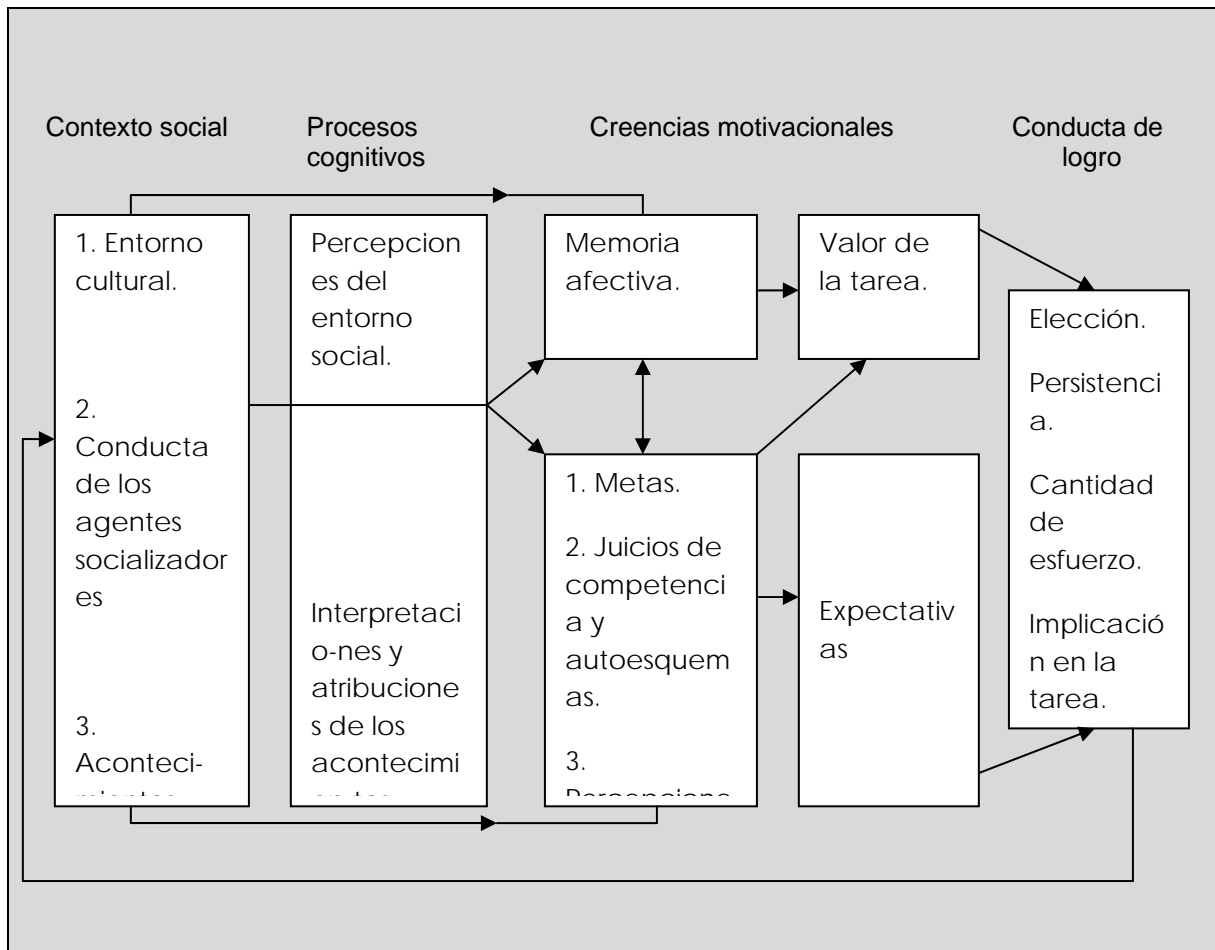 Contexto social
Procesos
cognitivos
Creencias motivacionales
Conducta de
logro
1. Entorno
cultural.
2.
Conducta
de los
agentes
socializador
es
3.
Aconteci-
Percepcion
es del
entorno
social.
Interpretaci
o-nes y
atribucione
s de los
acontecimi
Memoria
afectiva.
1. Metas.
2. Juicios de
competenci
a y
autoesquem
as.
3.
Valor de
la tarea.
Expectativ
as
Elección.
Persistenci
a.
Cantidad
de
esfuerzo.
Implicació
n en la
tarea.